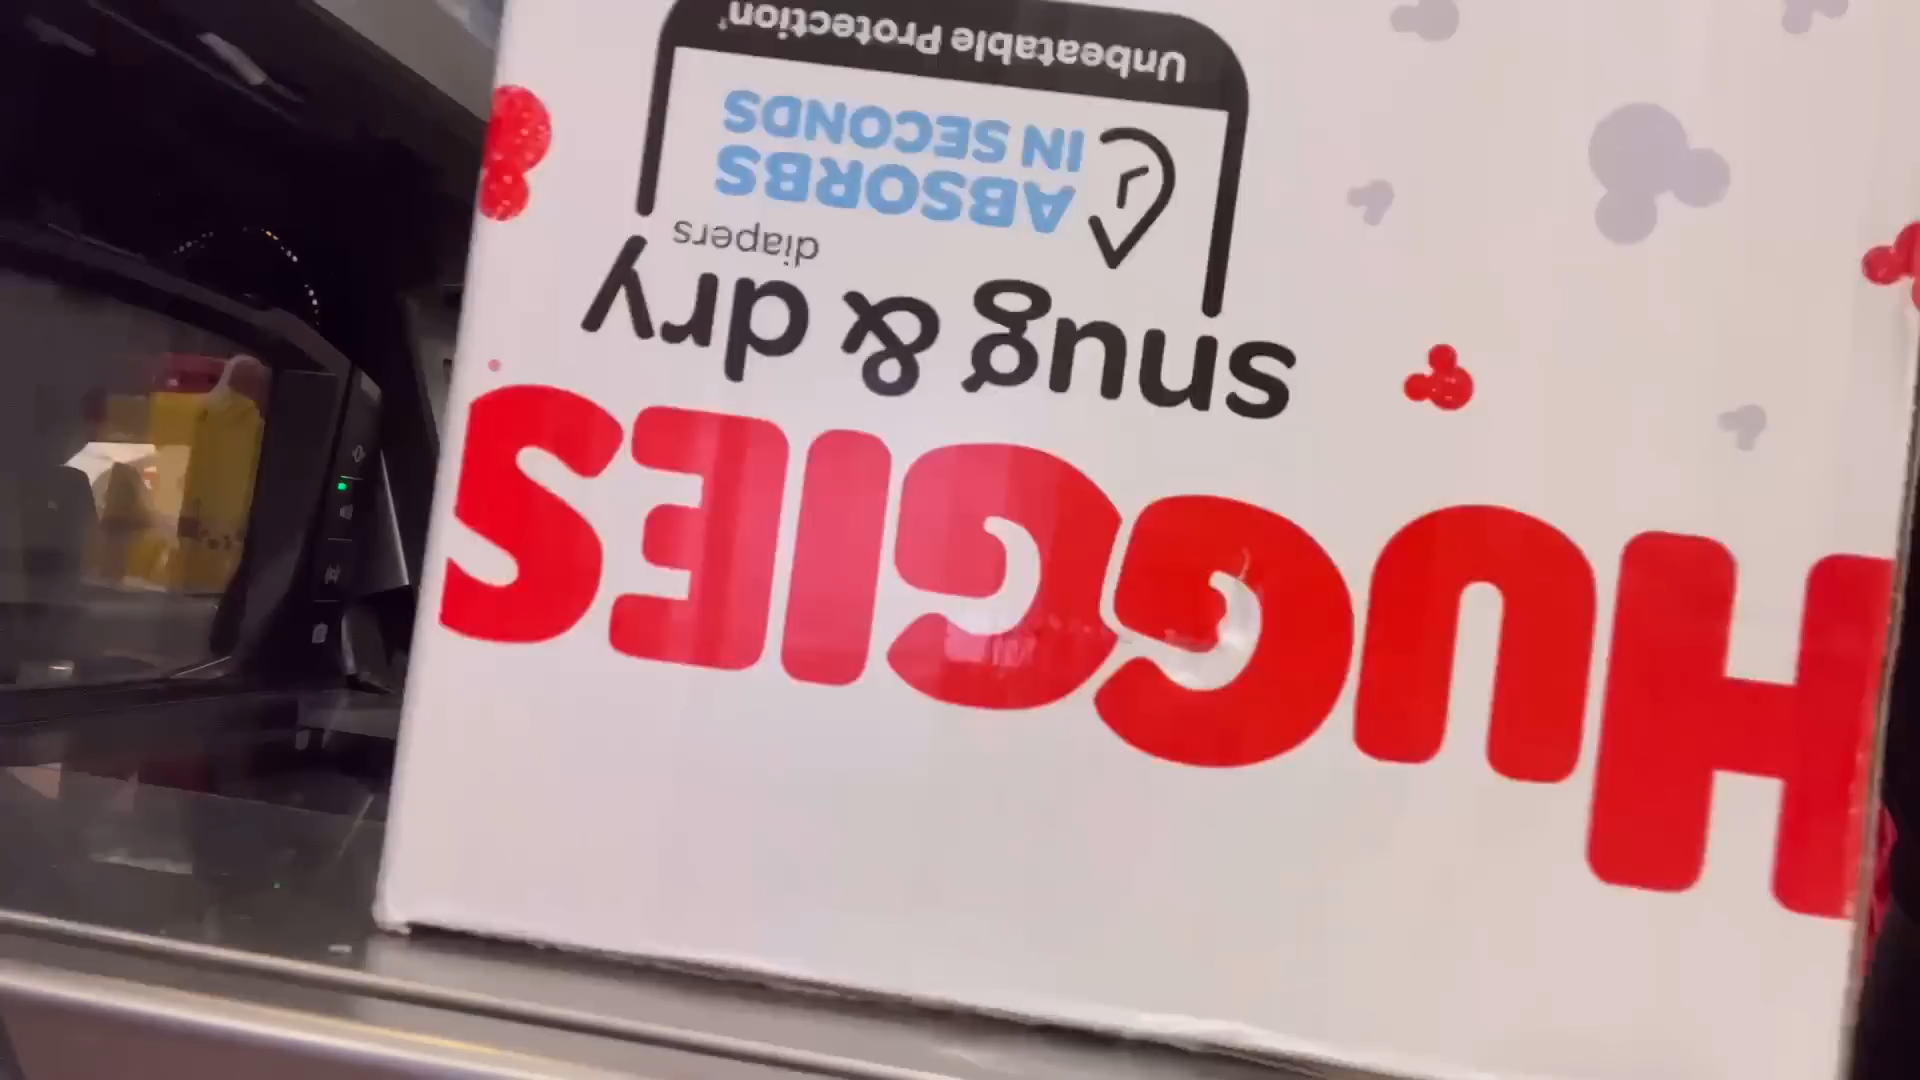 HUGGIES
snug & dry
diapers
ABSORBS
IN SECONDS
Unbeatable Protection*